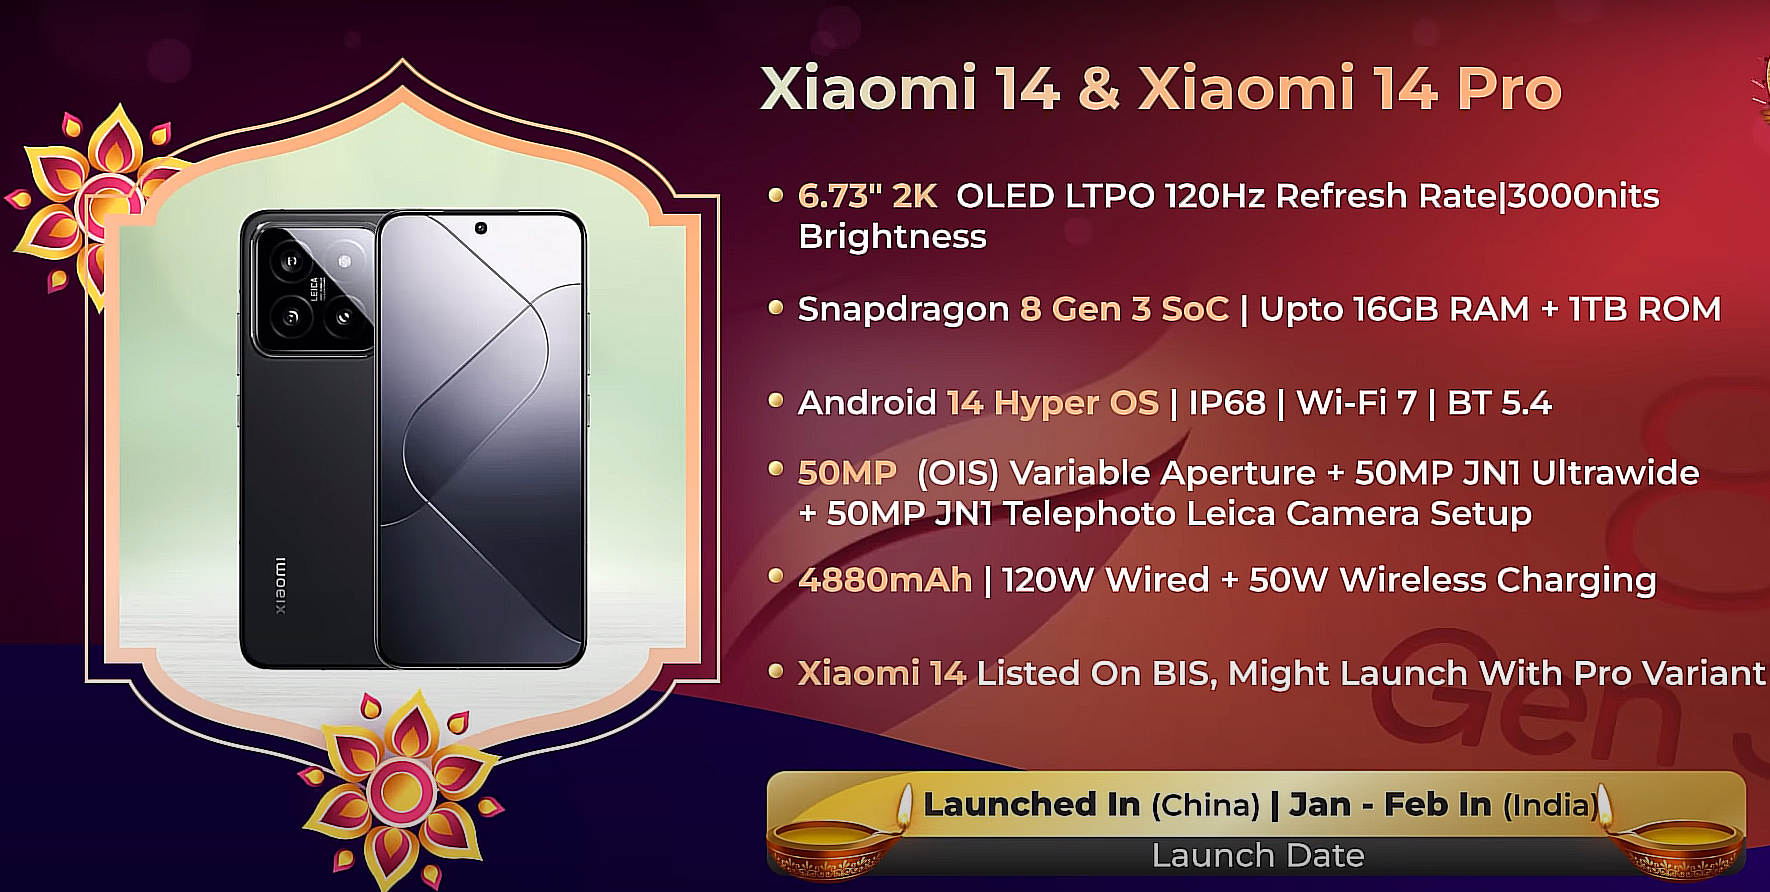 Xiaomi 14 & Xiaomi 14 Pro
6.73" 2K OLED LTPO 120Hz Refresh Rate|3000nits
Brightness
Snapdragon 8 Gen 3 SoC | Upto 16GB RAM + 1TB ROM
Android 14 Hyper OS | IP68 | Wi-Fi 7 | BT 5.4
50MP (OIS) Variable Aperture + 50MP JN1 Ultrawide
+ 50MP JN1 Telephoto Leica Camera Setup
4880mAh | 120W Wired + 50W Wireless Charging
Xiaomi 14 Listed On BIS, Might Launch With Pro Variant
Launched In (China) | Jan - Feb In (India)
Launch Date
LEICA
xiaomi
8
Gen